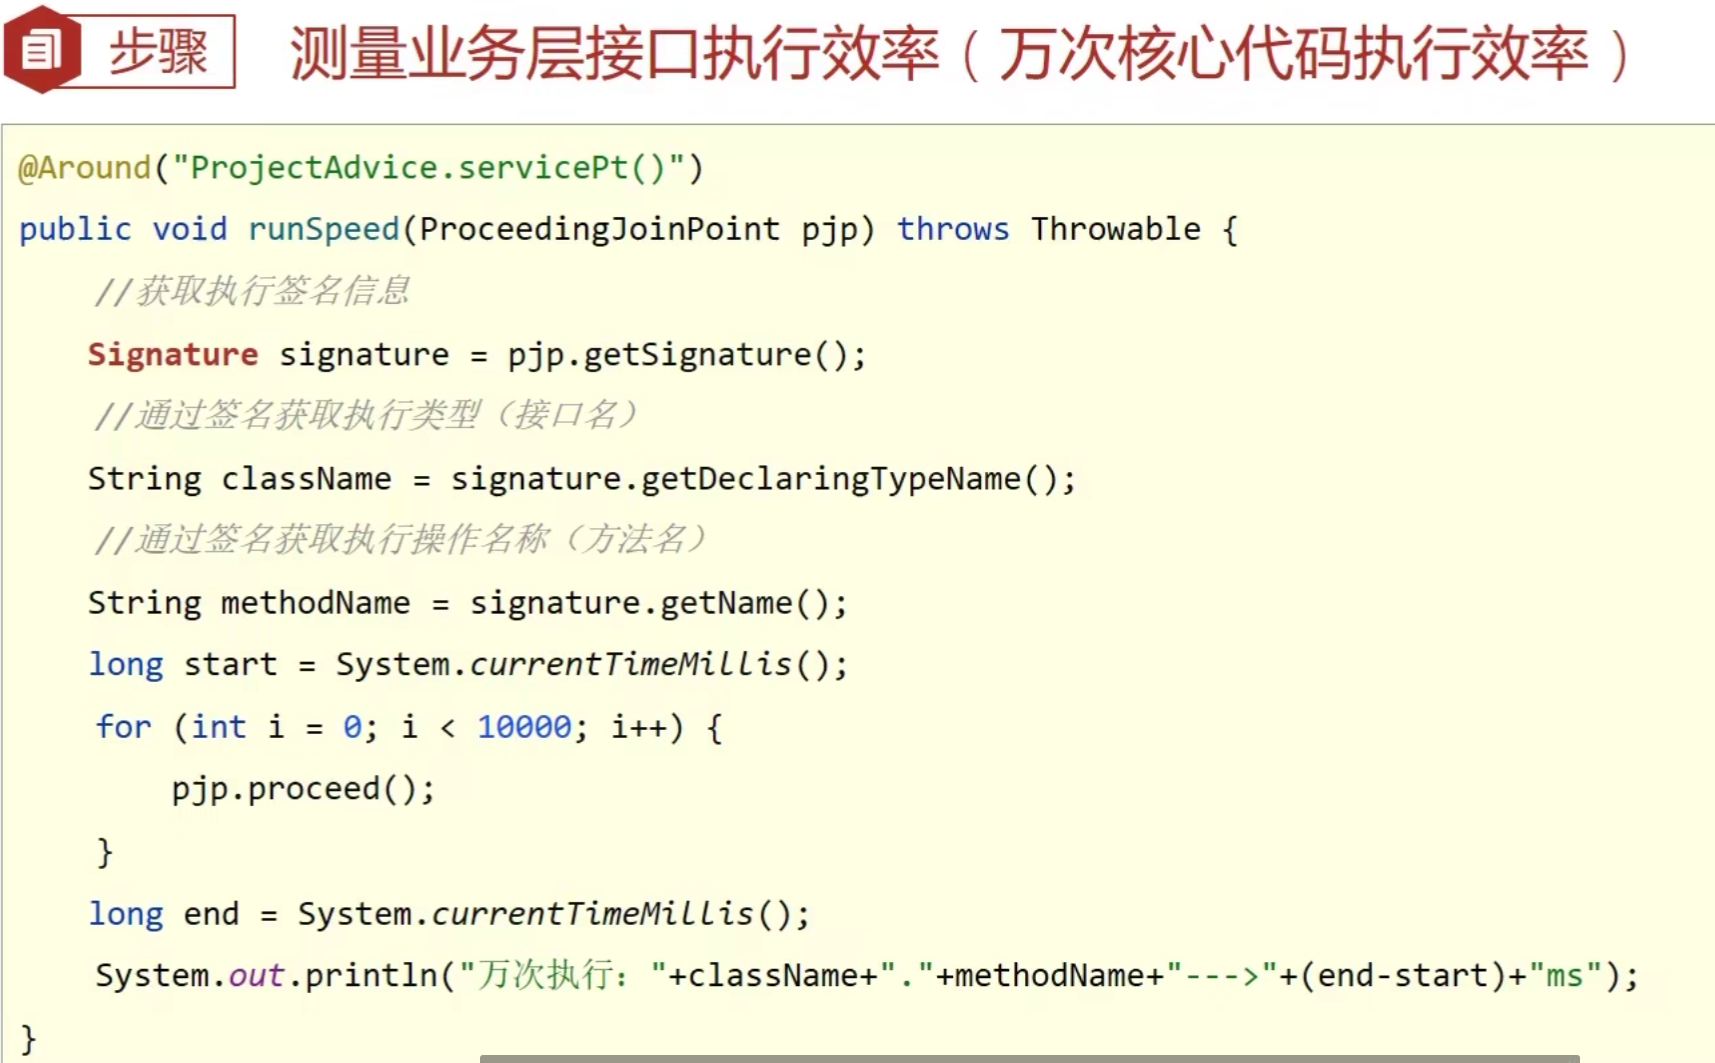 步骤 测量业务层接口执行效率（万次核心代码执行效率）
@Around("ProjectAdvice.servicePt()")
public void runSpeed(ProceedingJoinPoint pjp) throws Throwable {
//获取执行签名信息
Signature signature = pjp.getSignature();
//通过签名获取执行类型（接口名）
String className = signature.getDeclaringTypeName();
//通过签名获取执行操作名称（方法名）
String methodName = signature.getName();
long start = System.currentTimeMillis();
for (int i = 0; i < 10000; i++) {
pjp.proceed();
}
long end = System.currentTimeMillis();
System.out.println("万次执行："+className+"."+methodName+"--->"+(end-start)+"ms");
}